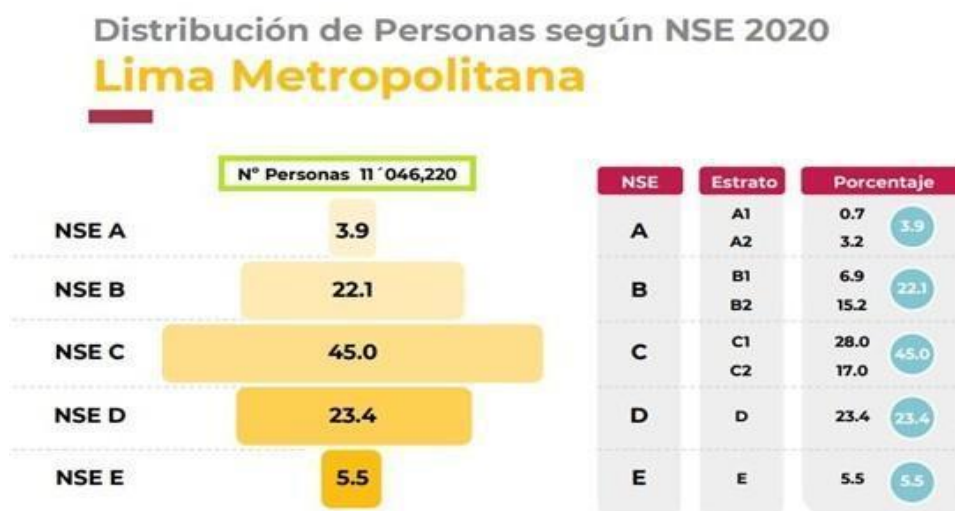 Distribución de Personas según NSE 2020
Lima Metropolitana
N° Personas 11´046,220
NSE A 3.9
NSE B 22.1
NSE C 45.0
NSE D 23.4
NSE E 5.5
NSE Estrato Porcentaje
A A1 0.7 3.9
A2 3.2
B B1 6.9 22.1
B2 15.2
C C1 28.0 45.0
C2 17.0
D D 23.4 23.4
E E 5.5 5.5